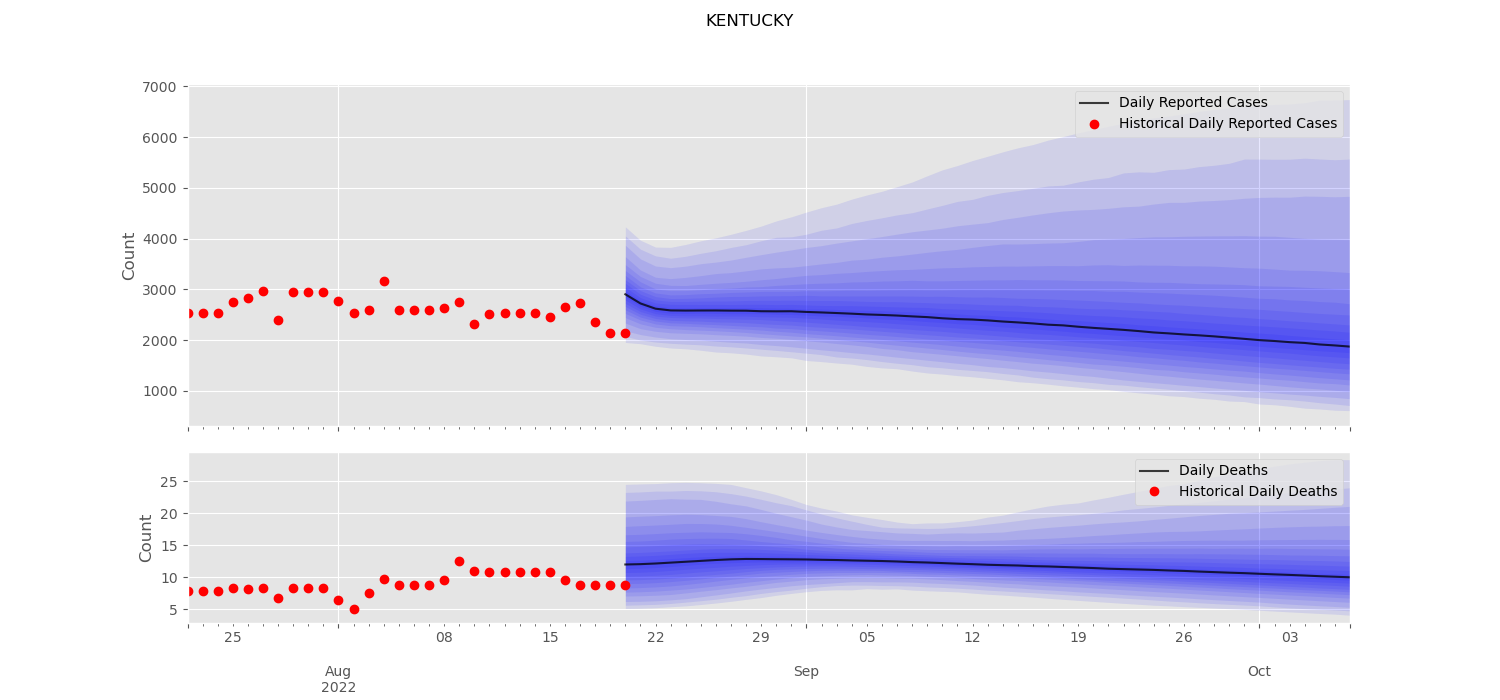 KENTUCKY
7000
6000
5000
4000
3000
2000
1000
Count
Daily Reported Cases
Historical Daily Reported Cases
25
20
15
10
5
Count
Daily Deaths
Historical Daily Deaths
25 08 15 22 29 05 12 19 26 03
Aug Sep Oct
2022